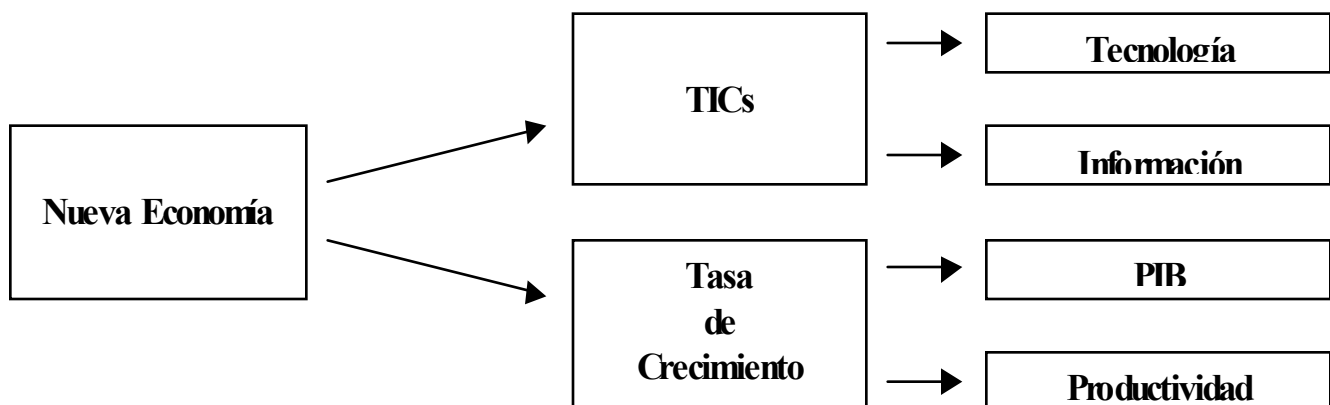 Nueva Economía
TICs
Tecnología
Información
Tasa
de
Crecimiento
PIB
Productividad